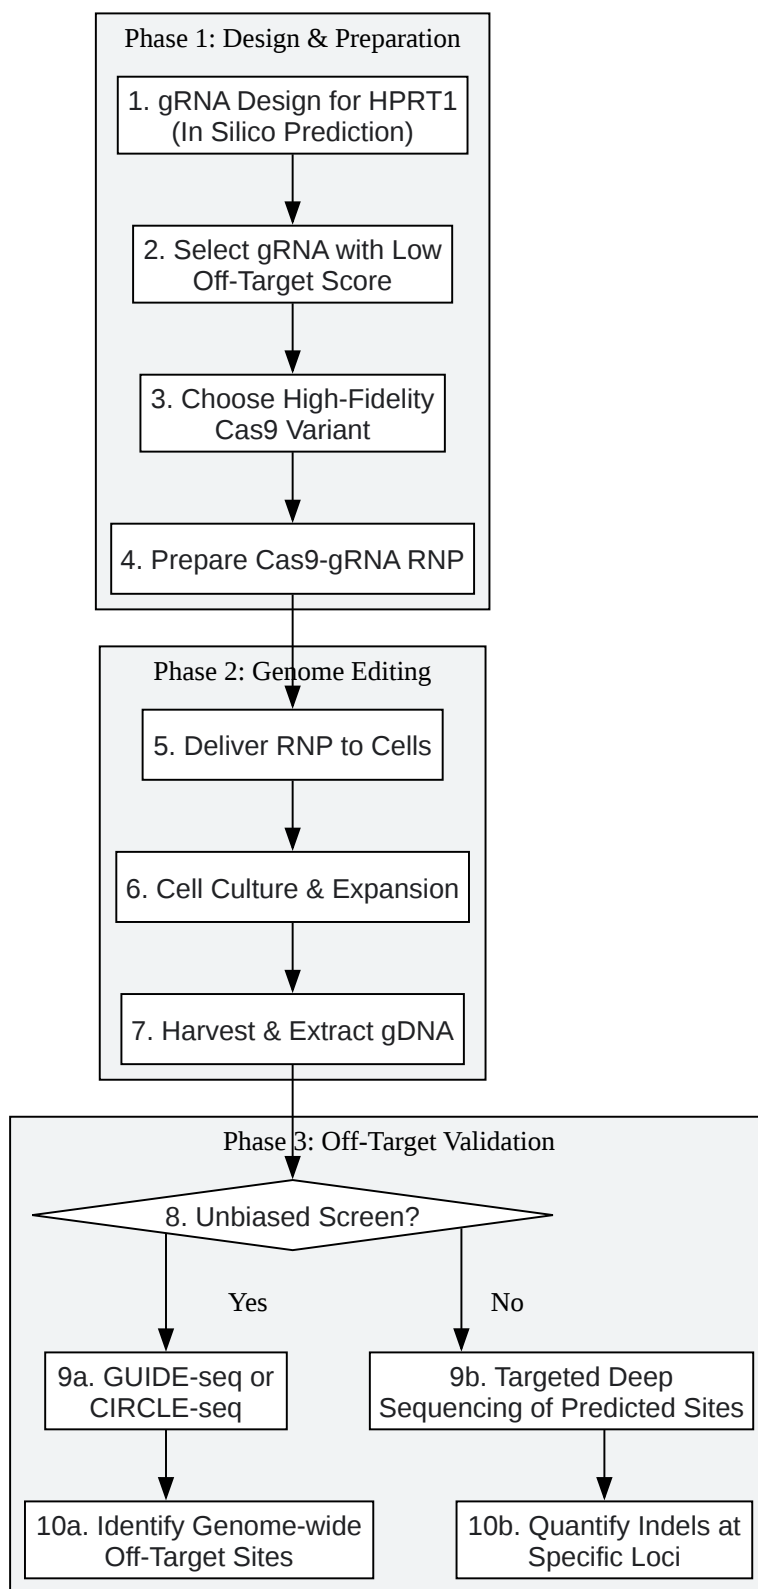 Phase 1: Design & Preparation
1. gRNA Design for HPRT1
(In Silico Prediction)
2. Select gRNA with Low
Off-Target Score
3. Choose High-Fidelity
Cas9 Variant
4. Prepare Cas9-gRNA RNP
Phase 2: Genome Editing
5. Deliver RNP to Cells
6. Cell Culture & Expansion
7. Harvest & Extract gDNA
Phase 3: Off-Target Validation
8. Unbiased Screen?
Yes
No
9a. GUIDE-seq or
CIRCLE-seq
9b. Targeted Deep
Sequencing of Predicted Sites
10a. Identify Genome-wide
Off-Target Sites
10b. Quantify Indels at
Specific Loci